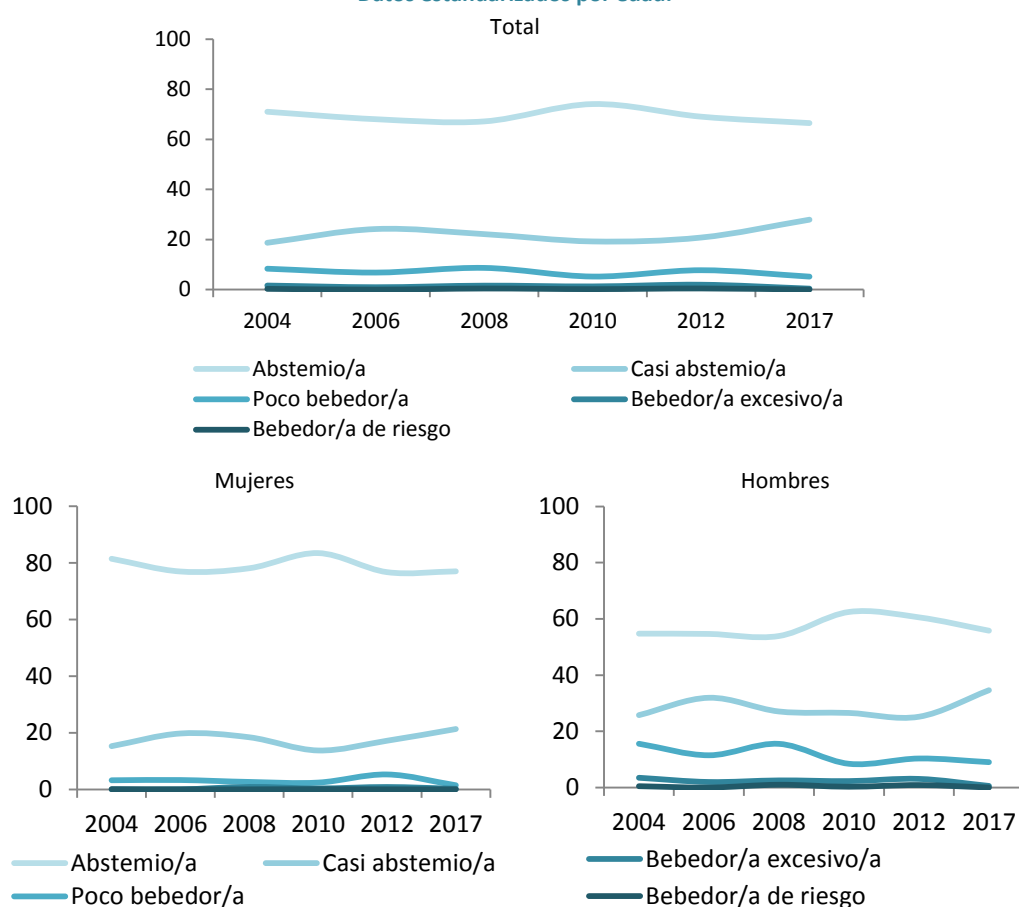 Total
100
80
60
40
20
0
2004 2006 2008 2010 2012 2017
Abstemio/a Casi abstemio/a
Poco bebedor/a Bebedor/a excesivo/a
Bebedor/a de riesgo
Mujeres
100
80
60
40
20
0
2004 2006 2008 2010 2012 2017
Abstemio/a Casi abstemio/a
Poco bebedor/a
Hombres
100
80
60
40
20
0
2004 2006 2008 2010 2012 2017
Bebedor/a excesivo/a
Bebedor/a de riesgo